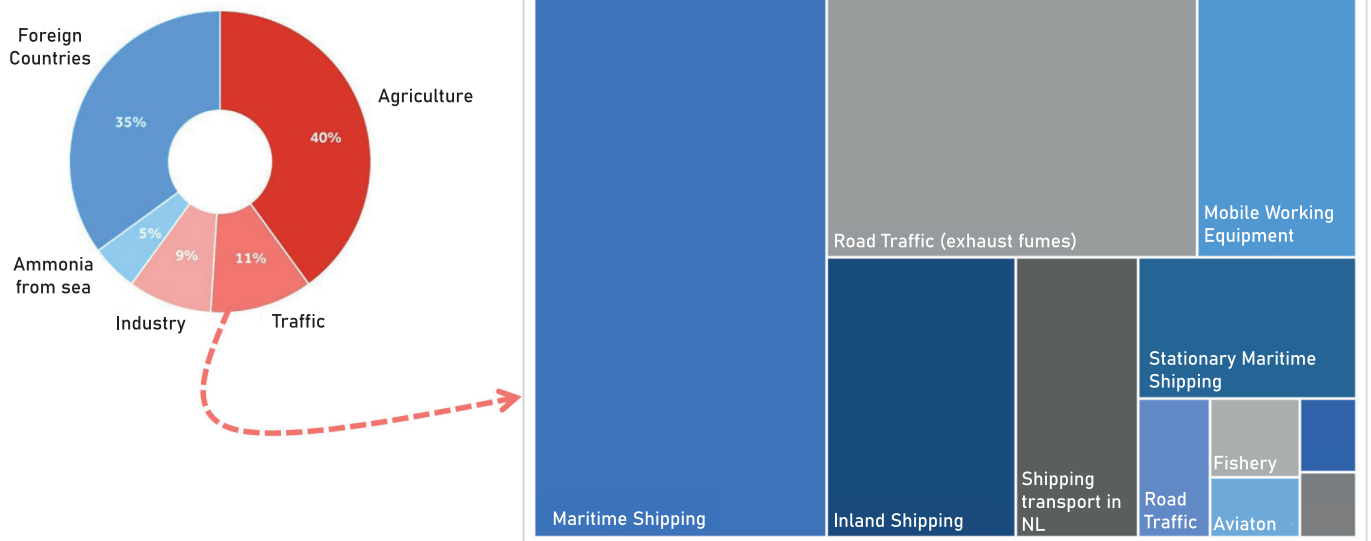 Foreign
Countries
35%
Agriculture
40%
5%
9%
11%
Ammonia
from sea
Industry
Traffic
Road Traffic (exhaust fumes)
Mobile Working
Equipment
Stationary Maritime
Shipping
Maritime Shipping
Inland Shipping
Shipping
transport in
NL
Road
Traffic
Fishery
Aviaton